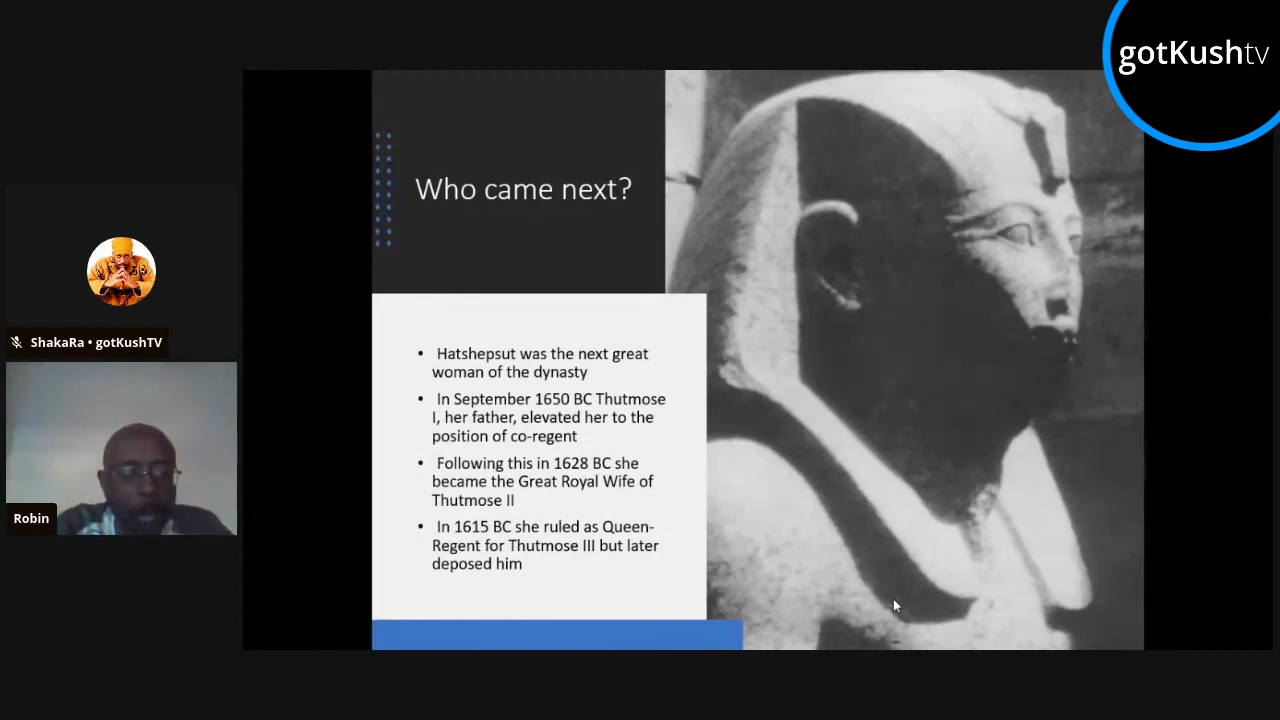 gotKushtv
Who came next?
• Hatshepsut was the next great
woman of the dynasty
• In September 1650 BC Thutmose
I, her father, elevated her to the
position of co-regent
• Following this in 1628 BC she
became the Great Royal Wife of
Thutmose II
• In 1615 BC she ruled as Queen-
Regent for Thutmose III but later
deposed him
ShakaRa • gotKushTV
Robin